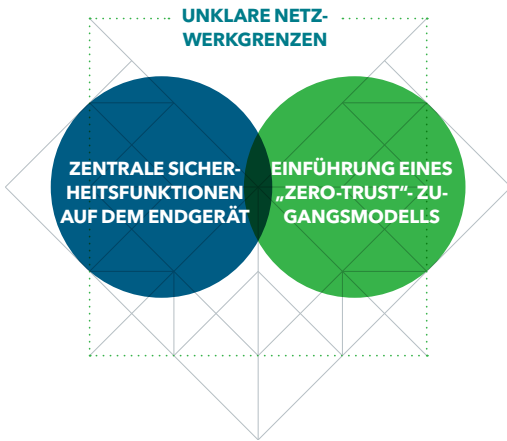 UNKLARE NETZ-
WERKGRENZEN
ZENTRALE SICHER-
HEITSFUNKTIONEN
AUF DEM ENDGERÄT
EINFÜHRUNG EINES
„ZERO-TRUST“- ZU-
GANGSMODELLS